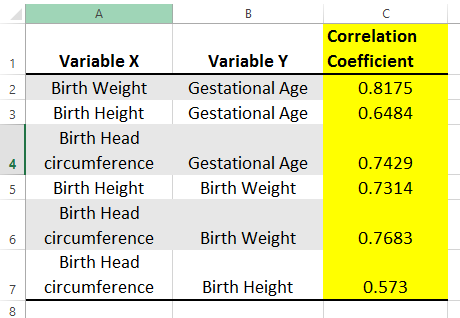 A B C
1 Variable X Variable Y Correlation Coefficient
2 Birth Weight Gestational Age 0.8175
3 Birth Height Gestational Age 0.6484
4 Birth Head circumference Gestational Age 0.7429
5 Birth Height Birth Weight 0.7314
6 Birth Head circumference Birth Weight 0.7683
7 Birth Head circumference Birth Height 0.573
8